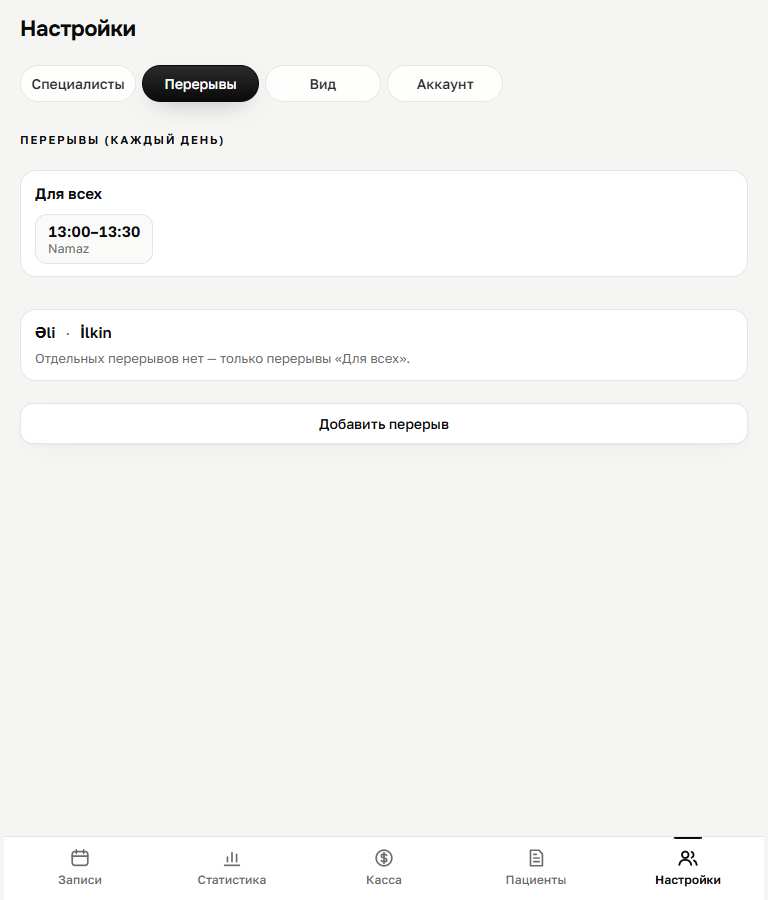 Настройки
Специалисты
Перерывы
Вид
Аккаунт
ПЕРЕРЫВЫ (КАЖДЫЙ ДЕНЬ)
Для всех
13:00–13:30
Namaz
Əli · İlkin
Отдельных перерывов нет — только перерывы «Для всех».
Добавить перерыв
Записи
Статистика
Касса
Пациенты
Настройки